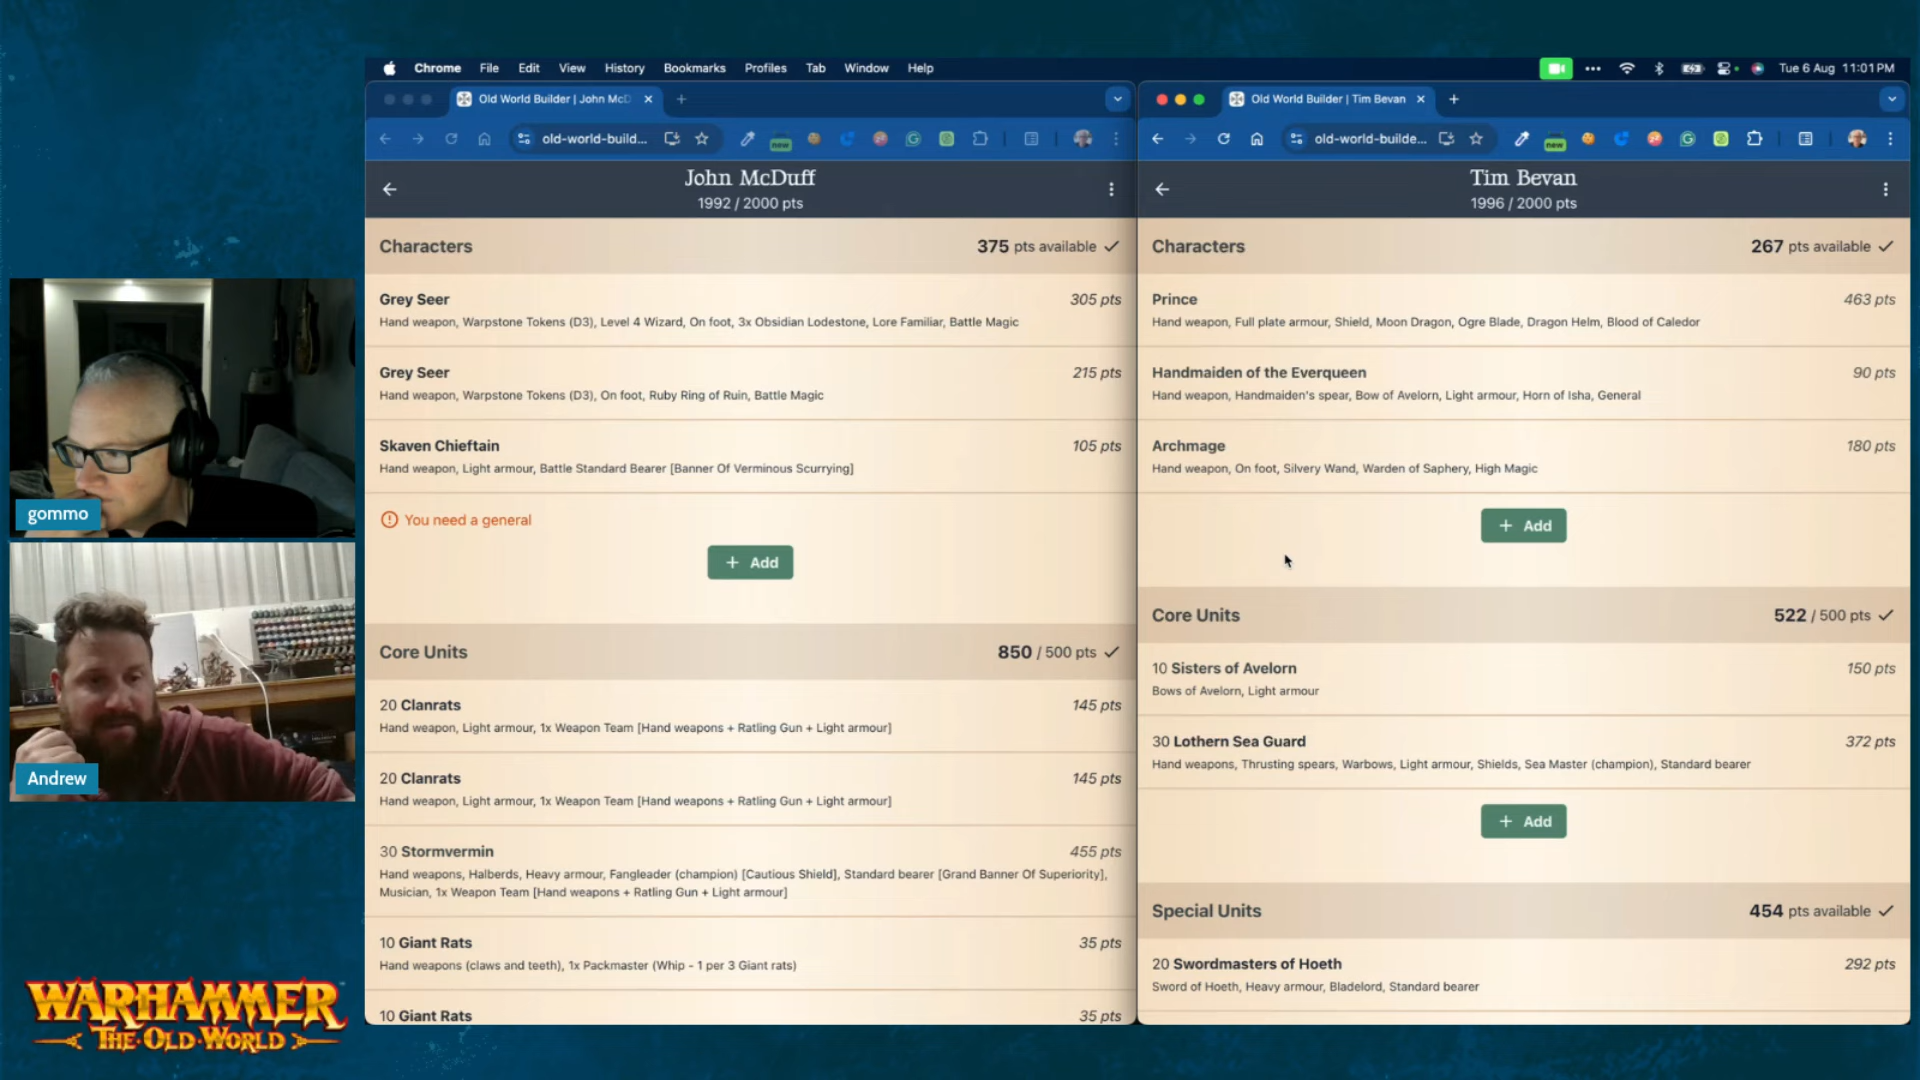 Chrome File Edit View History Bookmarks Profiles Tab Window Help
Tue 6 Aug 11:01 PM
Old World Builder | John McD
old-world-build...
new
John McDuff
1992 / 2000 pts
Characters 375 pts available
Grey Seer 305 pts
Hand weapon, Warpstone Tokens (D3), Level 4 Wizard, On foot, 3x Obsidian Lodestone, Lore Familiar, Battle Magic
Grey Seer 215 pts
Hand weapon, Warpstone Tokens (D3), On foot, Ruby Ring of Ruin, Battle Magic
Skaven Chieftain 105 pts
Hand weapon, Light armour, Battle Standard Bearer [Banner Of Verminous Scurrying]
You need a general
+ Add
Core Units 850 / 500 pts
20 Clanrats 145 pts
Hand weapon, Light armour, 1x Weapon Team [Hand weapons + Ratling Gun + Light armour]
20 Clanrats 145 pts
Hand weapon, Light armour, 1x Weapon Team [Hand weapons + Ratling Gun + Light armour]
30 Stormvermin 455 pts
Hand weapons, Halberds, Heavy armour, Fangleader (champion) [Cautious Shield], Standard bearer [Grand Banner Of Superiority],
Musician, 1x Weapon Team [Hand weapons + Ratling Gun + Light armour]
10 Giant Rats 35 pts
Hand weapons (claws and teeth), 1x Packmaster (Whip - 1 per 3 Giant rats)
10 Giant Rats 35 pts
Old World Builder | Tim Bevan
old-world-builde...
new
Tim Bevan
1996 / 2000 pts
Characters 267 pts available
Prince 463 pts
Hand weapon, Full plate armour, Shield, Moon Dragon, Ogre Blade, Dragon Helm, Blood of Caledor
Handmaiden of the Everqueen 90 pts
Hand weapon, Handmaiden's spear, Bow of Avelorn, Light armour, Horn of Isha, General
Archmage 180 pts
Hand weapon, On foot, Silvery Wand, Warden of Saphery, High Magic
+ Add
Core Units 522 / 500 pts
10 Sisters of Avelorn 150 pts
Bows of Avelorn, Light armour
30 Lothern Sea Guard 372 pts
Hand weapons, Thrusting spears, Warbows, Light armour, Shields, Sea Master (champion), Standard bearer
+ Add
Special Units 454 pts available
20 Swordmasters of Hoeth 292 pts
Sword of Hoeth, Heavy armour, Bladelord, Standard bearer
gommo
Andrew
WARHAMMER
THE·OLD·WORLD